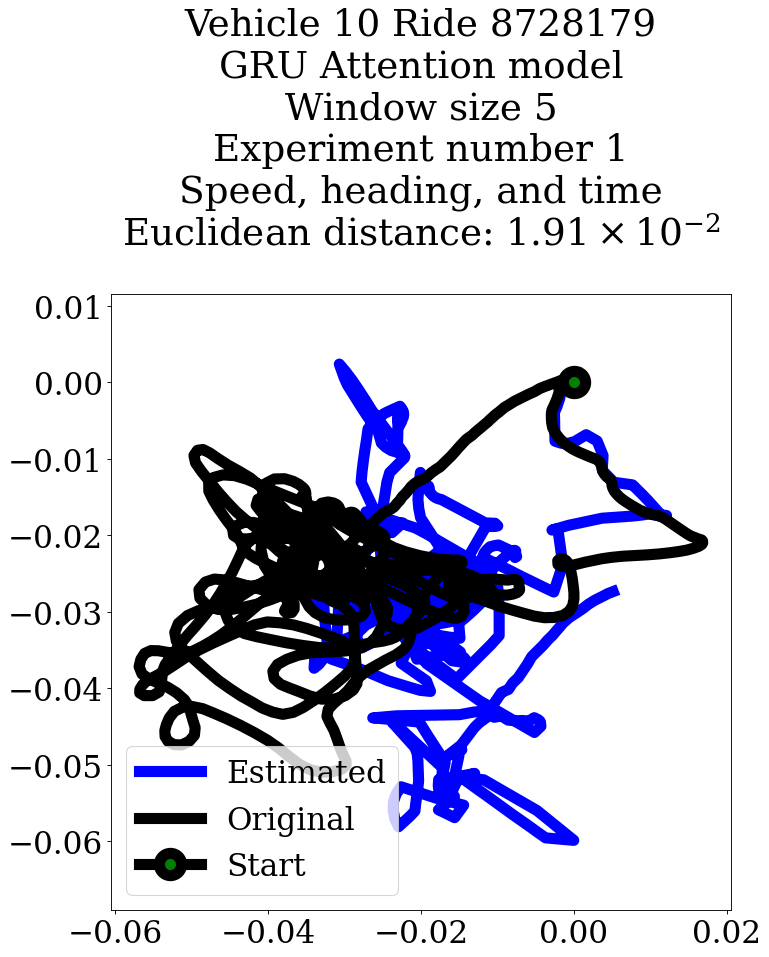 Vehicle 10 Ride 8728179
GRU Attention model
Window size 5
Experiment number 1
Speed, heading, and time
Euclidean distance: 1.91 × 10⁻²
0.01
0.00
−0.01
−0.02
−0.03
−0.04
−0.05
−0.06
Estimated
Original
Start
−0.06 −0.04 −0.02 0.00 0.02